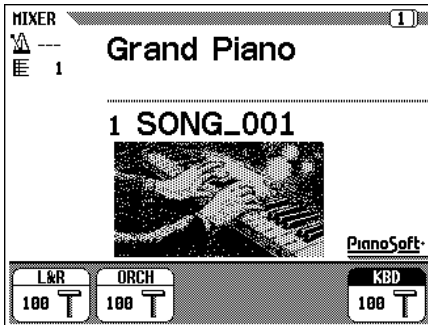 MIXER 1
---
1
Grand Piano
1 SONG_001
PianoSoft·
L&R ORCH KBD
100 100 100